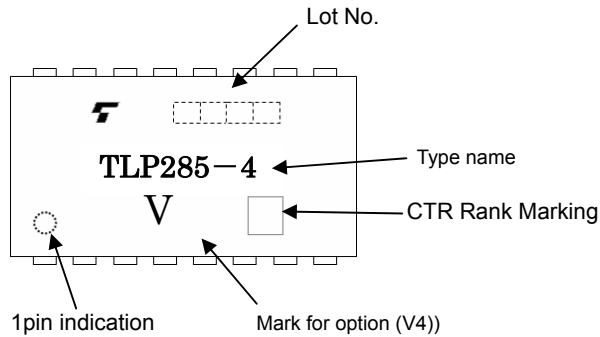 Lot No.
TLP285－4
Type name
V
CTR Rank Marking
1pin indication
Mark for option (V4))